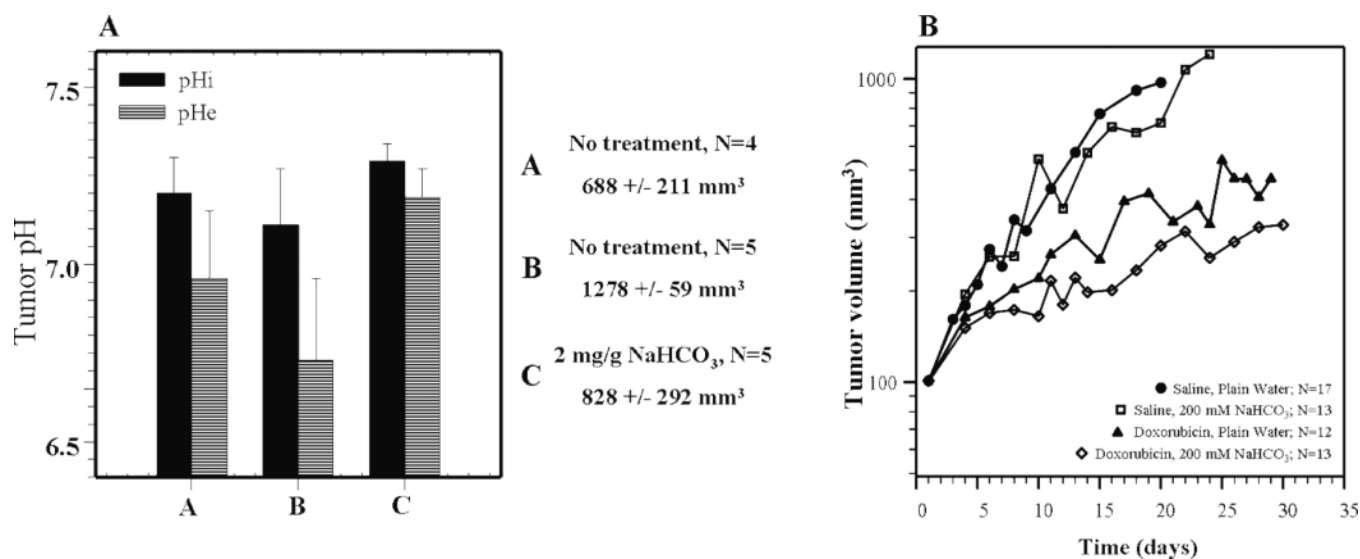 A
pHi
pHe
7.5
7.0
6.5
Tumor pH
A
B
C
A
No treatment, N=4
688 +/- 211 mm³
B
No treatment, N=5
1278 +/- 59 mm³
C
2 mg/g NaHCO₃, N=5
828 +/- 292 mm³
B
1000
100
Tumor volume (mm³)
Saline, Plain Water; N=17
Saline, 200 mM NaHCO₃; N=13
Doxorubicin, Plain Water; N=12
Doxorubicin, 200 mM NaHCO₃; N=13
0 5 10 15 20 25 30 35
Time (days)